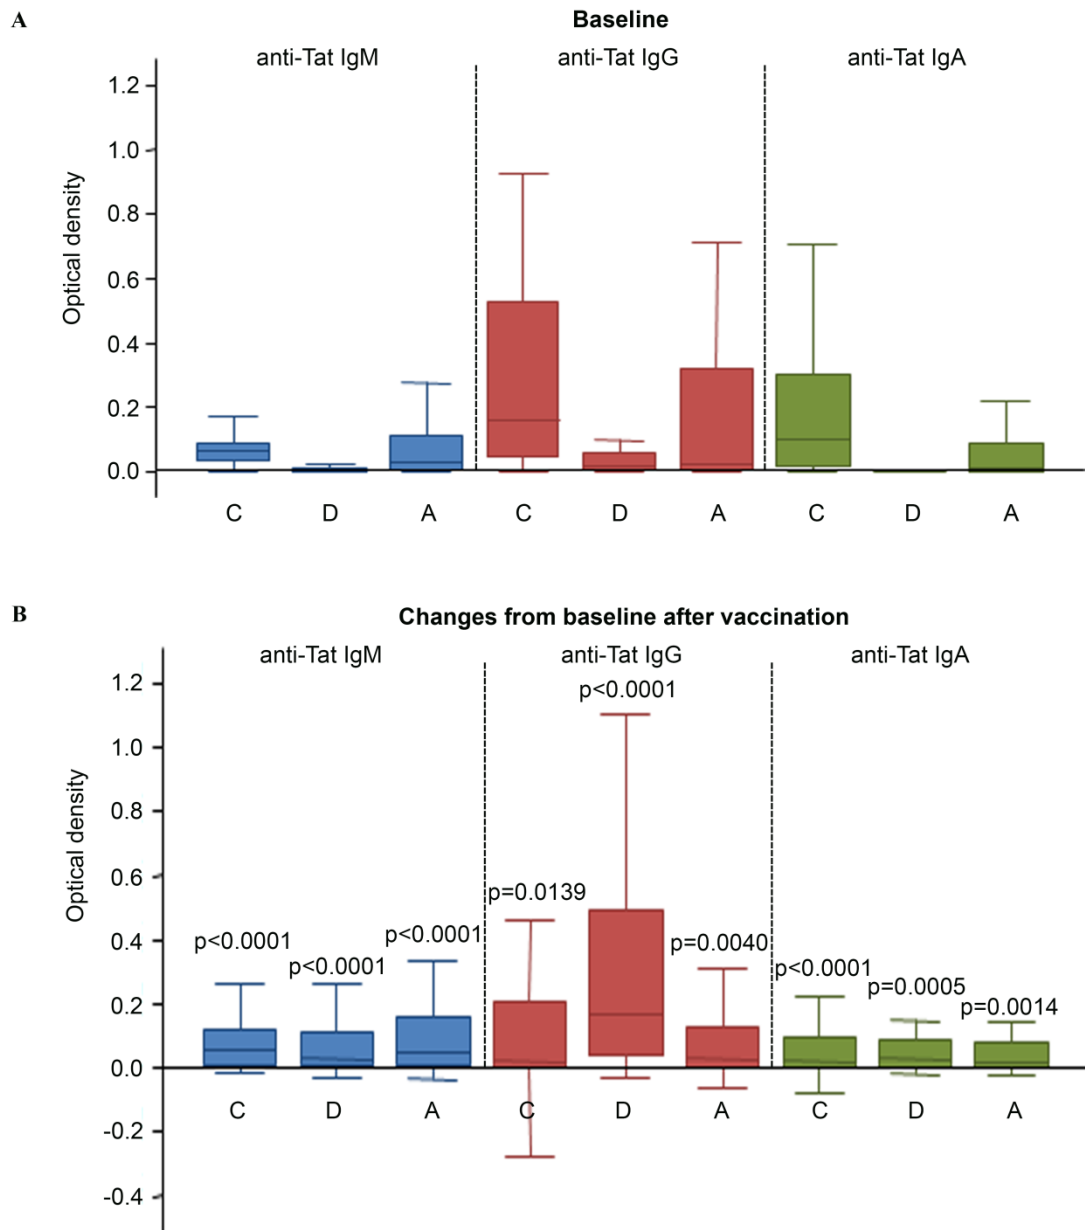 A
Baseline
anti-Tat IgM anti-Tat IgG anti-Tat IgA
Optical density
1.2
1.0
0.8
0.6
0.4
0.2
0.0
C D A C D A C D A
B
Changes from baseline after vaccination
anti-Tat IgM anti-Tat IgG anti-Tat IgA
Optical density
1.2
1.0
0.8
0.6
0.4
0.2
0.0
-0.2
-0.4
p<0.0001
p<0.0001
p<0.0001
p=0.0139
p<0.0001
p=0.0040
p<0.0001
p=0.0005
p=0.0014
C D A C D A C D A